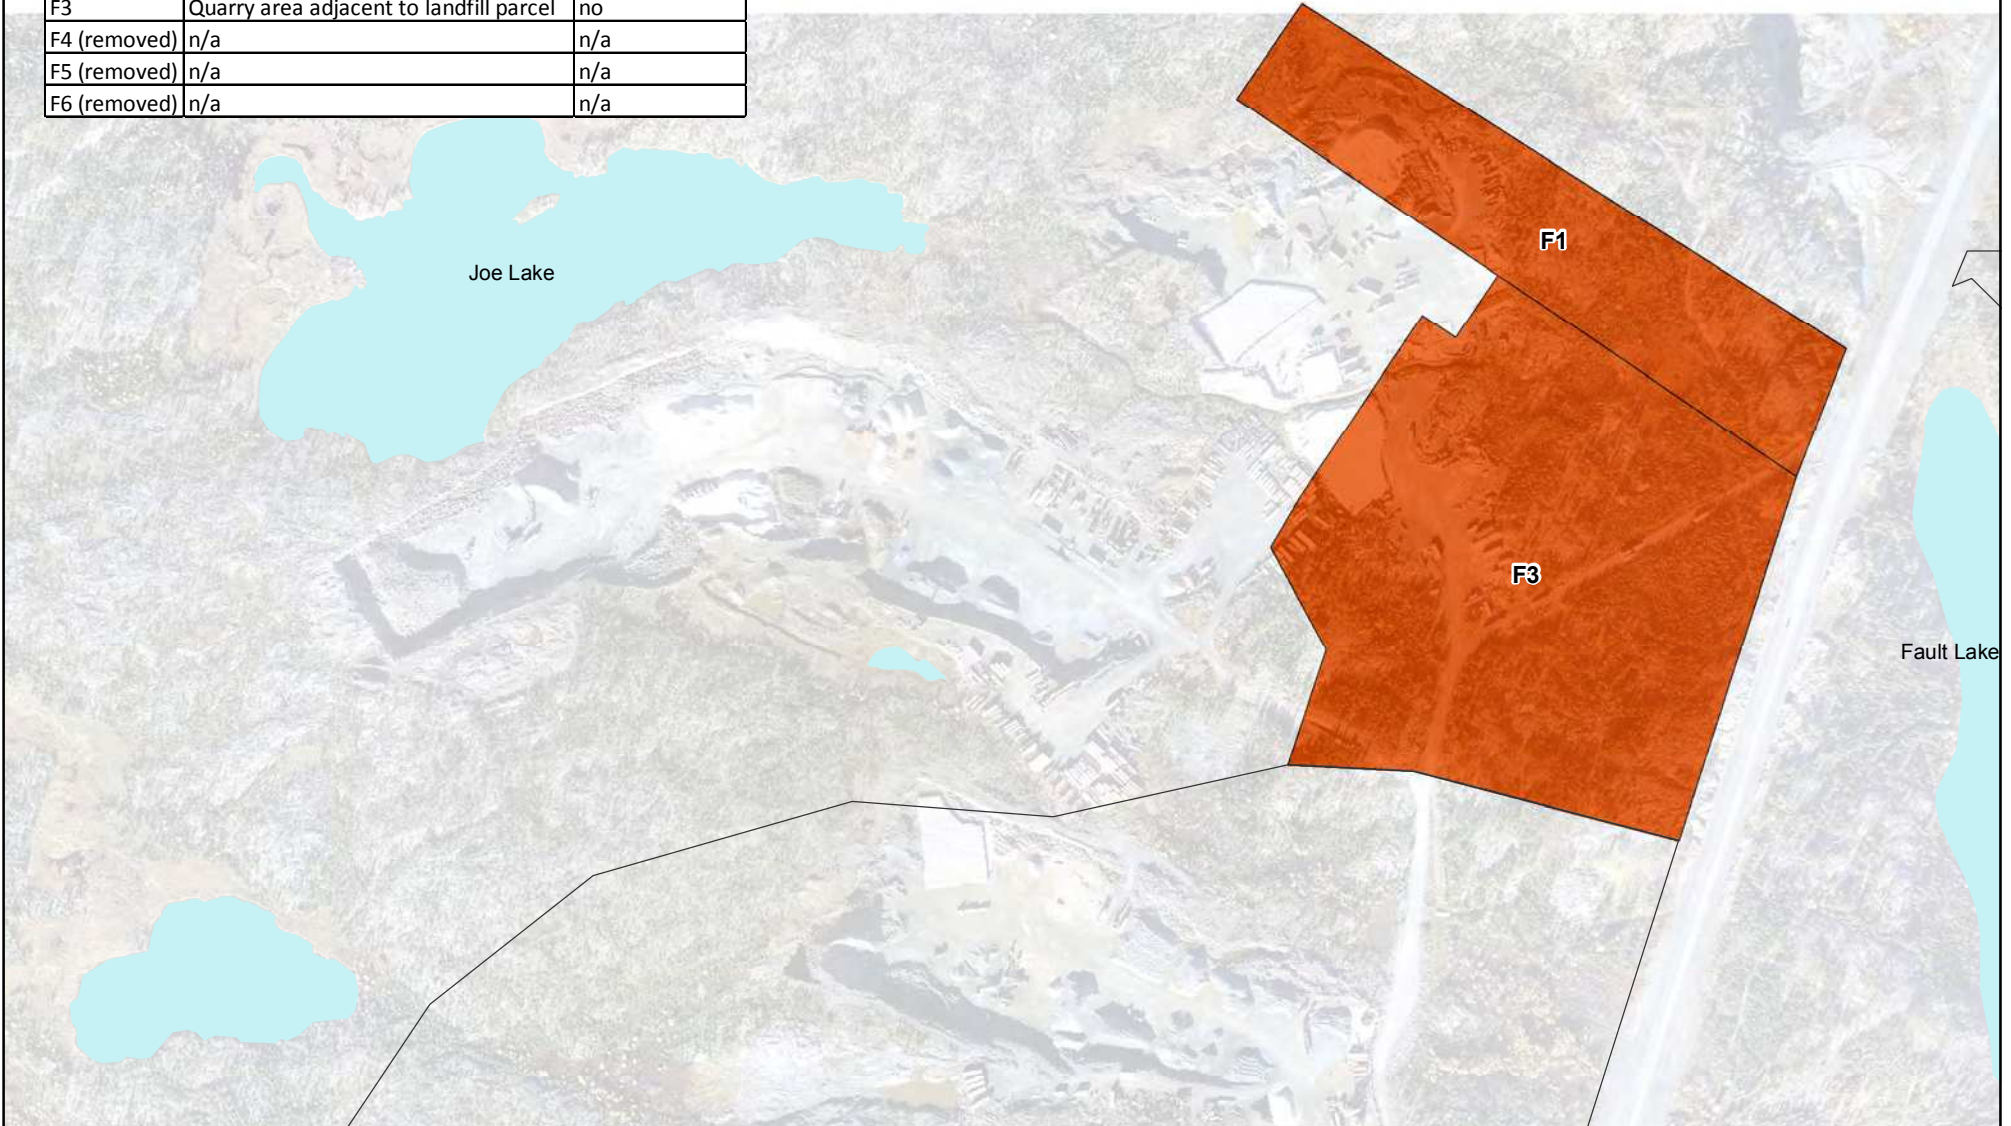 F3 Quarry area adjacent to landfill parcel no
F4 (removed) n/a n/a
F5 (removed) n/a n/a
F6 (removed) n/a n/a
F1
Joe Lake
F3
Fault Lake